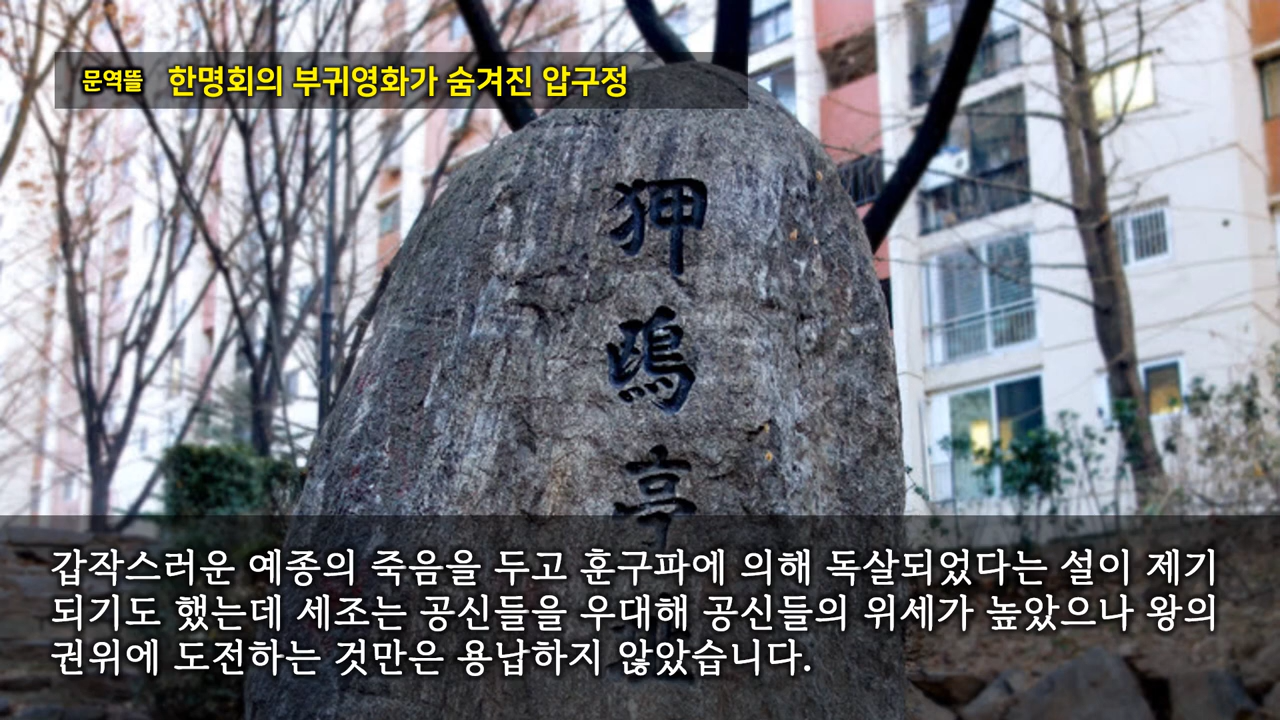 문역뜰 한명회의 부귀영화가 숨겨진 압구정
狎
鷗
亭
갑작스러운 예종의 죽음을 두고 훈구파에 의해 독살되었다는 설이 제기
되기도 했는데 세조는 공신들을 우대해 공신들의 위세가 높았으나 왕의
권위에 도전하는 것만은 용납하지 않았습니다.